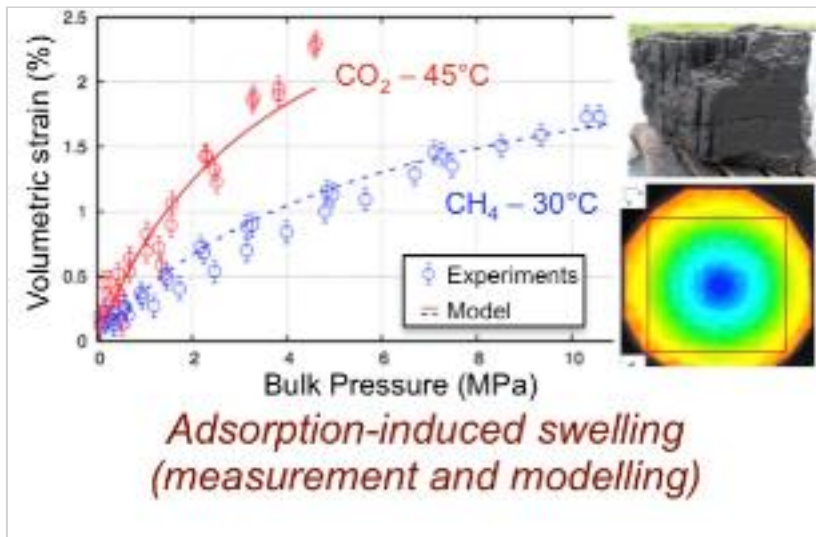 2.5
2
1.5
1
0.5
0
0
2
4
6
8
10
Volumetric strain (%)
CO₂ – 45°C
CH₄ – 30°C
Experiments
Model
Bulk Pressure (MPa)
Adsorption-induced swelling
(measurement and modelling)